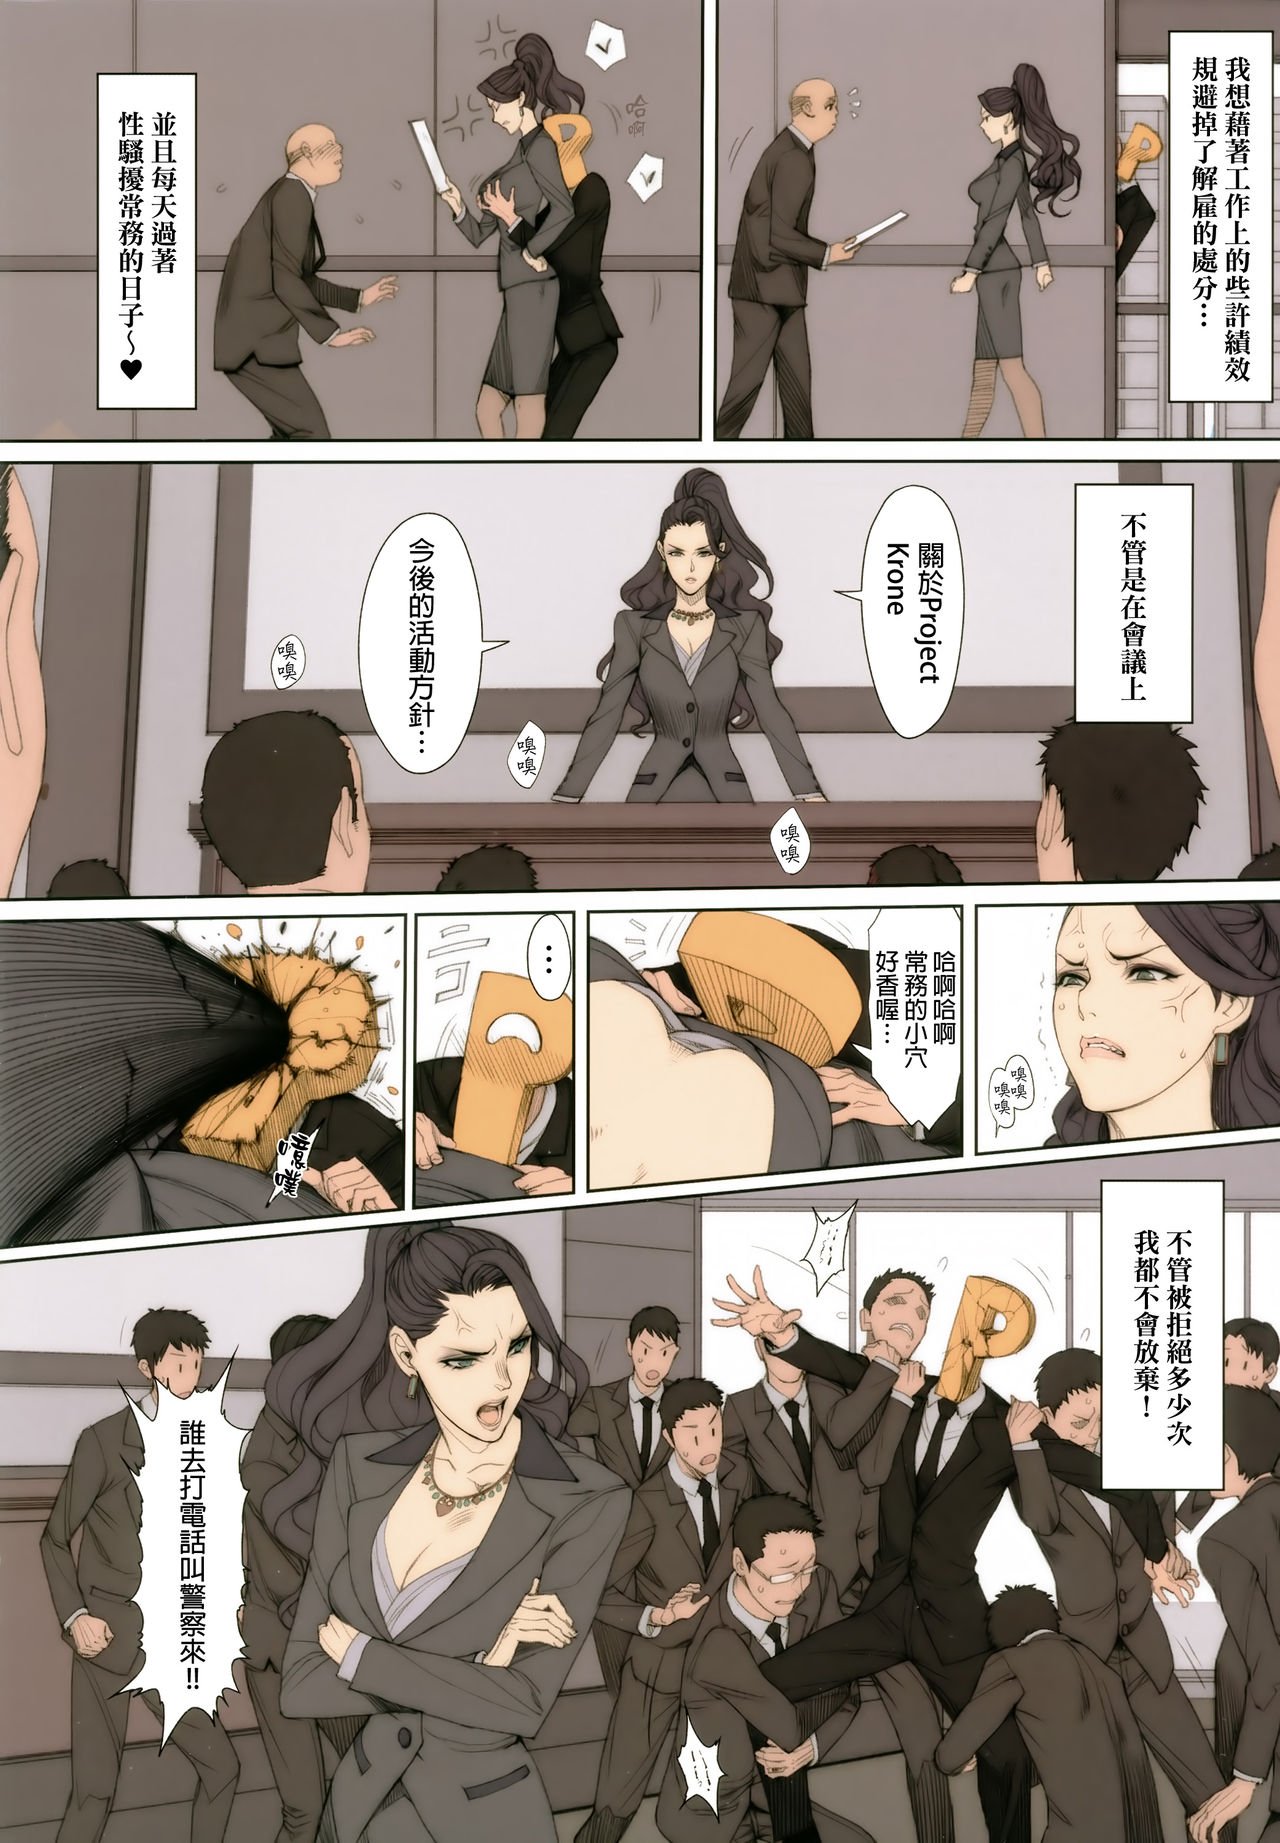 我想藉著工作上的些許績效
規避掉了解雇的處分…
哈
啊
並且每天過著
性騷擾常務的日子～♥
不管是在會議上
關於Project
Krone
今後的活動方針…
嗅嗅
嗅嗅
嗅嗅
嗅嗅
嗅嗅
哈啊哈啊
常務的小穴
好香喔…
…
噫噗
不管被拒絕多少次
我都不會放棄！
誰去打電話叫警察來!!